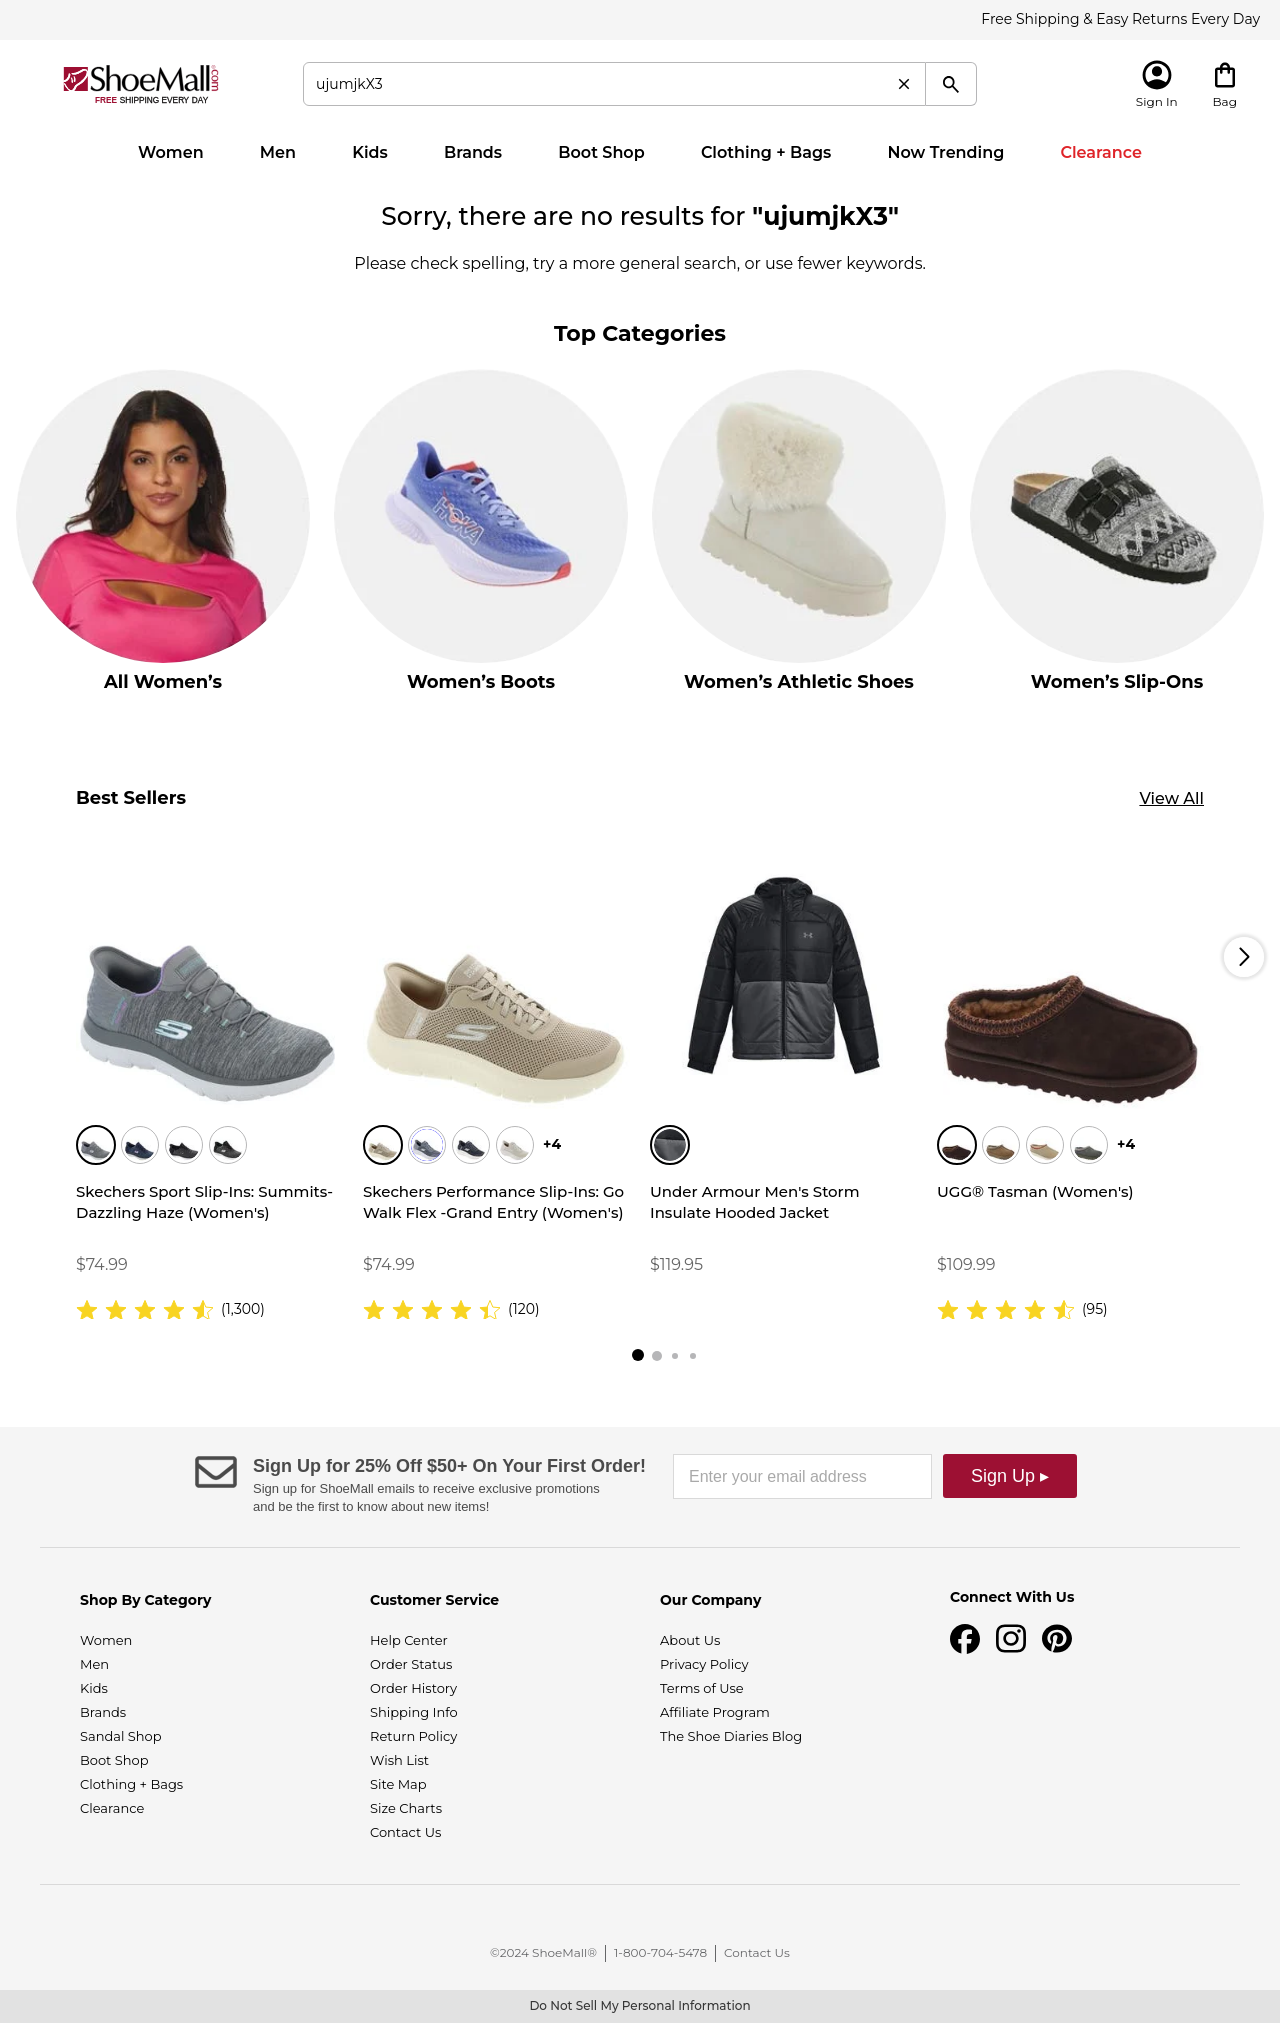 Free Shipping & Easy Returns Every Day
ShoeMall®.com
FREE SHIPPING EVERY DAY
ujumjkX3
Sign In
Bag
Women Men Kids Brands Boot Shop Clothing + Bags Now Trending Clearance
Sorry, there are no results for "ujumjkX3"
Please check spelling, try a more general search, or use fewer keywords.
Top Categories
HOKA
All Women’s
Women’s Boots
Women’s Athletic Shoes
Women’s Slip-Ons
Best Sellers
View All
+4
+4
Skechers Sport Slip-Ins: Summits-
Dazzling Haze (Women's)
$74.99
(1,300)
Skechers Performance Slip-Ins: Go
Walk Flex -Grand Entry (Women's)
$74.99
(120)
Under Armour Men's Storm
Insulate Hooded Jacket
$119.95
UGG® Tasman (Women's)
$109.99
(95)
Sign Up for 25% Off $50+ On Your First Order!
Sign up for ShoeMall emails to receive exclusive promotions
and be the first to know about new items!
Enter your email address
Sign Up ▸
Shop By Category
Women
Men
Kids
Brands
Sandal Shop
Boot Shop
Clothing + Bags
Clearance
Customer Service
Help Center
Order Status
Order History
Shipping Info
Return Policy
Wish List
Site Map
Size Charts
Contact Us
Our Company
About Us
Privacy Policy
Terms of Use
Affiliate Program
The Shoe Diaries Blog
Connect With Us
©2024 ShoeMall® | 1-800-704-5478 | Contact Us
Do Not Sell My Personal Information